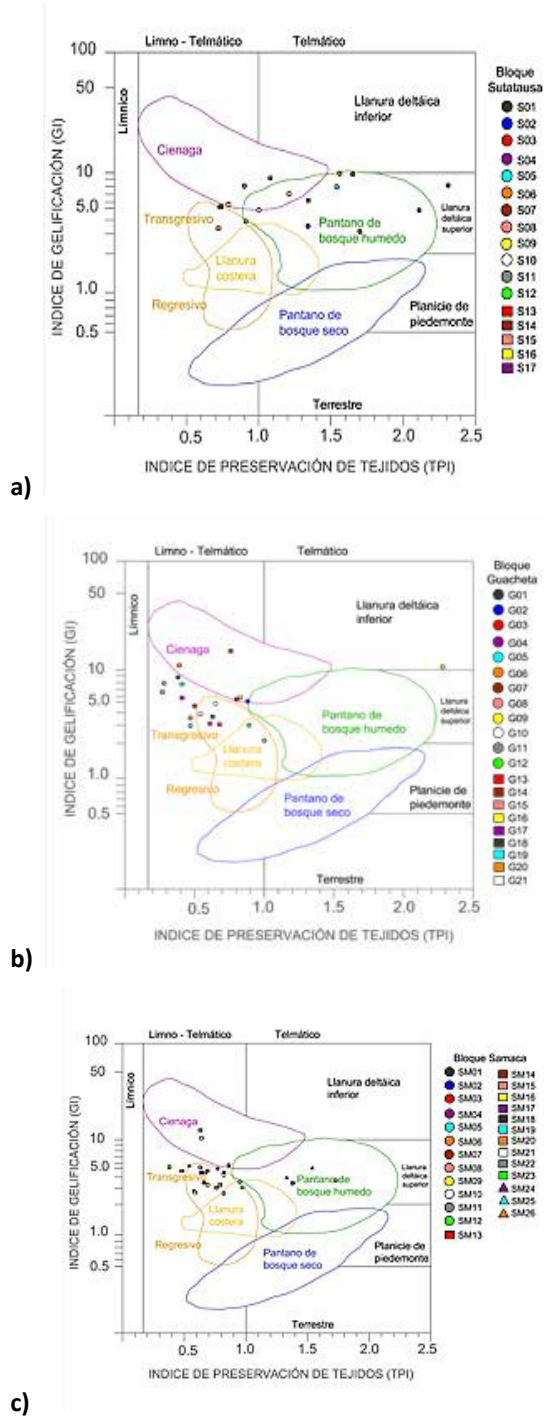 a)
Limno - Telmático
Telmático
Límnico
100
50
10
5.0
1.0
0.5
INDICE DE GELIFICACIÓN (GI)
Llanura deltáica
inferior
Cienaga
Transgresivo
Pantano de
bosque humedo
Llanura
deltáica
superior
Llanura
costera
Regresivo
Pantano de
bosque seco
Planicie de
piedemonte
Terrestre
0.5
1.0
1.5
2.0
2.5
INDICE DE PRESERVACIÓN DE TEJIDOS (TPI)
Bloque
Sutatausa
S01
S02
S03
S04
S05
S06
S07
S08
S09
S10
S11
S12
S13
S14
S15
S16
S17
b)
Limno - Telmático
Telmático
Límnico
100
50
10
5.0
1.0
0.5
INDICE DE GELIFICACIÓN (GI)
Llanura deltáica
inferior
Cienaga
Transgresivo
Pantano de
bosque humedo
Llanura
deltáica
superior
Llanura
costera
Regresivo
Pantano de
bosque seco
Planicie de
piedemonte
Terrestre
0.5
1.0
1.5
2.0
2.5
INDICE DE PRESERVACIÓN DE TEJIDOS (TPI)
Bloque
Guacheta
G01
G02
G03
G04
G05
G06
G07
G08
G09
G10
G11
G12
G13
G14
G15
G16
G17
G18
G19
G20
G21
c)
Limno - Telmático
Telmático
Límnico
100
50
10
5.0
1.0
0.5
INDICE DE GELIFICACIÓN (GI)
Llanura deltáica
inferior
Cienaga
Transgresivo
Pantano de
bosque humedo
Llanura
deltáica
superior
Llanura
costera
Regresivo
Pantano de
bosque seco
Planicie de
piedemonte
Terrestre
0.5
1.0
1.5
2.0
2.5
INDICE DE PRESERVACIÓN DE TEJIDOS (TPI)
Bloque Samaca
SM01
SM02
SM03
SM04
SM05
SM06
SM07
SM08
SM09
SM10
SM11
SM12
SM13
SM14
SM15
SM16
SM17
SM18
SM19
SM20
SM21
SM22
SM23
SM24
SM25
SM26